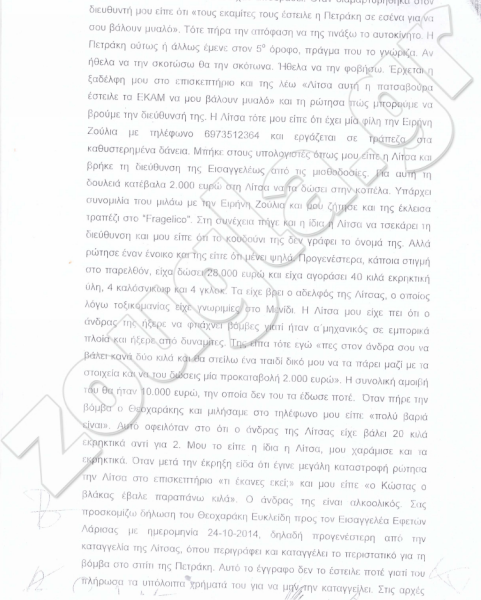 διευθυντή μου είπε ότι «τους εκαμίτες τους έστειλε η Πετράκη σε εσένα για να
σου βάλουν μυαλό». Τότε πήρα την απόφαση να της τινάξω το αυτοκίνητο. Η
Πετράκη ούτως ή άλλως έμενε στον 5º όροφο, πράγμα που το γνώριζα. Αν
ήθελα να την σκοτώσω θα την σκότωνα. Ήθελα να την φοβήσω. Έρχεται η
ξαδέλφη μου στο επισκεπτήριο και της λέω «Λίτσα αυτή η πατσαβούρα
έστειλε τα ΕΚΑΜ να μου βάλουν μυαλό» και τη ρώτησα πώς μπορούμε να
βρούμε την διεύθυνσή της. Η Λίτσα τότε μου είπε ότι έχει μία φίλη την Ειρήνη
Ζούλια με τηλέφωνο 6973512364 και εργάζεται σε τράπεζα στα
καθυστερημένα δάνεια. Μπήκε στους υπολογιστές όπως μου είπε η Λίτσα και
βρήκε τη διεύθυνση της Εισαγγελέως από τις μισθοδοσίες. Για αυτή τη
δουλειά κατέβαλα 2.000 ευρώ στη Λίτσα να τα δώσει στην κοπέλα. Υπάρχει
συνομιλία που μιλάω με την Ειρήνη Ζούλια και μου ζήτησε και της έκλεισα
τραπέζι στο "Fragelico". Στη συνέχεια πήγε και η ίδια η Λίτσα να τσεκάρει τη
διεύθυνση και μου είπε ότι το κουδούνι της δεν γράφει το όνομά της. Αλλά
ρώτησε έναν ένοικο και της είπε ότι μένει ψηλά. Προγενέστερα, κάποια στιγμή
στο παρελθόν, είχα δώσει 28.000 ευρώ και είχα αγοράσει 40 κιλά εκρηκτική
ύλη, 4 καλάσνικωφ και 4 γκλοκ. Τα είχε βρει ο αδελφός της Λίτσας, ο οποίος
λόγω τοξικομανίας είχε γνωριμίες στο Μενίδι. Η Λίτσα μου είχε πει ότι ο
άνδρας της ήξερε να φτιάχνει βόμβες γιατί ήταν α΄μηχανικός σε εμπορικά
πλοία και ήξερε από δυναμίτες. Της είπα τότε εγώ «πες στον άνδρα σου να
βάλει κανά δύο κιλά και θα στείλω ένα παιδί δικό μου να τα πάρει μαζί με τα
στοιχεία και να του δώσεις μία προκαταβολή 2.000 ευρώ». Η συνολική αμοιβή
του θα ήταν 10.000 ευρώ, την οποία δεν του τα έδωσε ποτέ. Όταν πήρε την
βόμβα ο Θεοχαράκης και μιλήσαμε στο τηλέφωνο μου είπε «πολύ βαριά
είναι». Αυτό οφειλόταν στο ότι ο άνδρας της Λίτσας είχε βάλει 20 κιλά
εκρηκτικά αντί για 2. Μου το είπε η ίδια η Λίτσα, μου χαράμισε και τα
εκρηκτικά. Όταν μετά την έκρηξη είδα ότι έγινε μεγάλη καταστροφή ρώτησα
την Λίτσα στο επισκεπτήριο «τι έκανες εκεί;» και μου είπε «ο Κώστας ο
βλάκας έβαλε παραπάνω κιλά». Ο άνδρας της είναι αλκοολικός. Σας
προσκομίζω δήλωση του Θεοχαράκη Ευκλείδη προς τον Εισαγγελέα Εφετών
Λάρισας με ημερομηνία 24-10-2014, δηλαδή προγενέστερη από την
καταγγελία της Λίτσας, όπου περιγράφει και καταγγέλει το περιστατικό για τη
βόμβα στο σπίτι της Πετράκη. Αυτό το έγγραφο δεν το έστειλε ποτέ γιατί του
πλήρωσα τα υπόλοιπα χρήματά του για να μην την καταγγείλει. Στις αρχές
zougla.gr